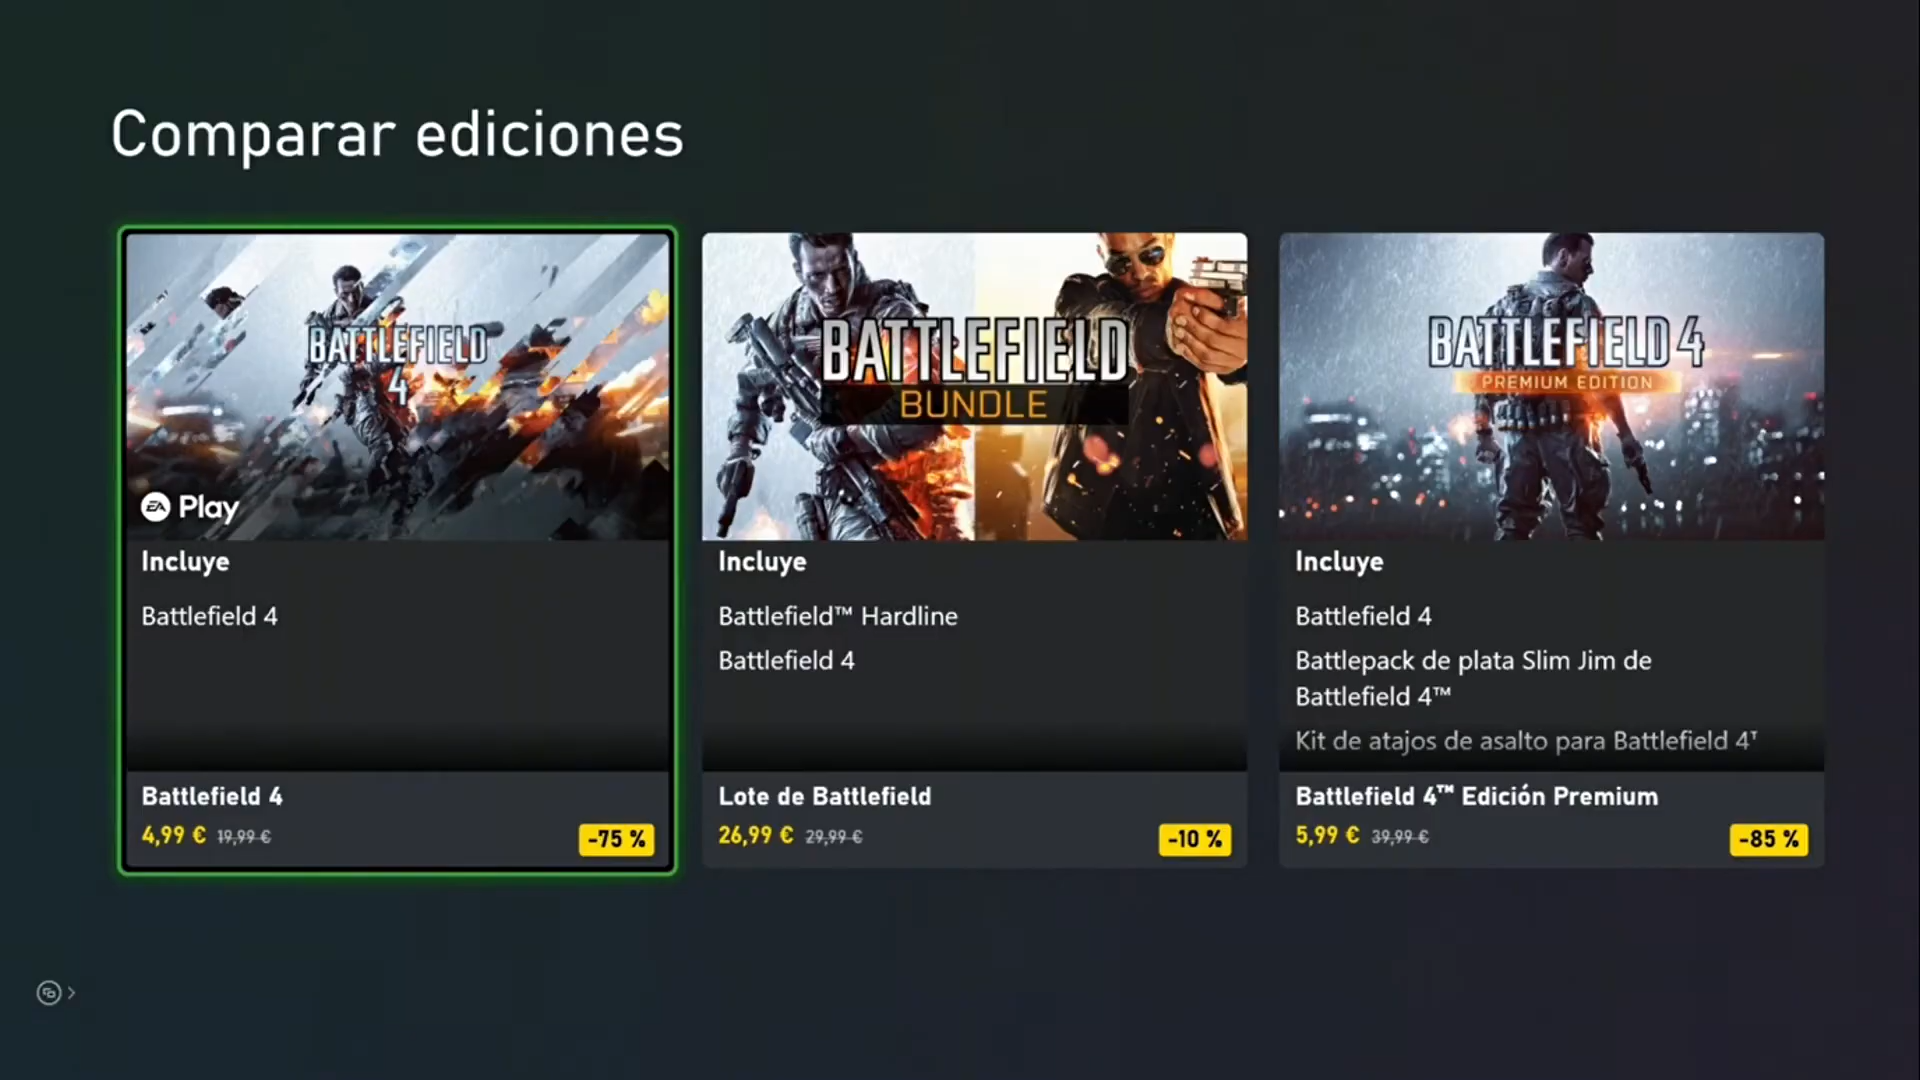 Comparar ediciones
BATTLEFIELD
4
EA Play
Incluye
Battlefield 4
Battlefield 4
4,99 € 19,99 €
-75 %
BATTLEFIELD
BUNDLE
Incluye
Battlefield™ Hardline
Battlefield 4
Lote de Battlefield
26,99 € 29,99 €
-10 %
BATTLEFIELD 4
PREMIUM EDITION
Incluye
Battlefield 4
Battlepack de plata Slim Jim de
Battlefield 4™
Kit de atajos de asalto para Battlefield 4
Battlefield 4™ Edición Premium
5,99 € 39,99 €
-85 %